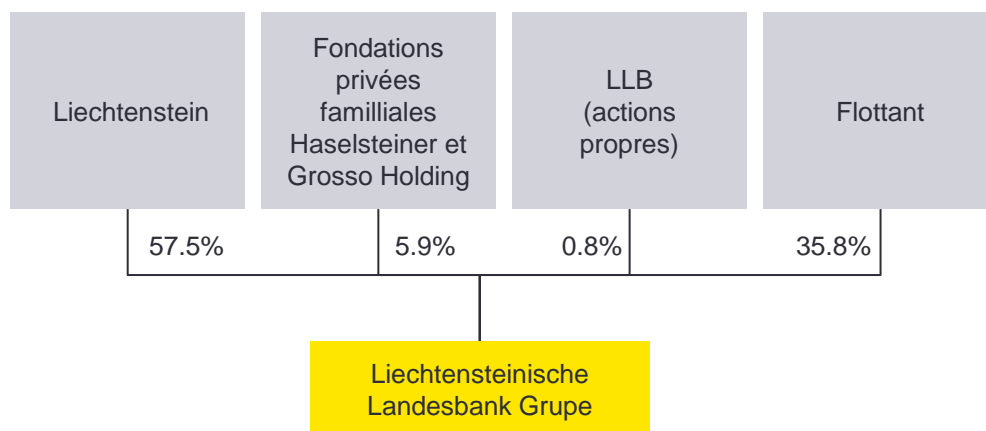 Liechtenstein
Fondations
privées
familliales
Haselsteiner et
Grosso Holding
LLB
(actions
propres)
Flottant
57.5%
5.9%
0.8%
35.8%
Liechtensteinische
Landesbank Grupe